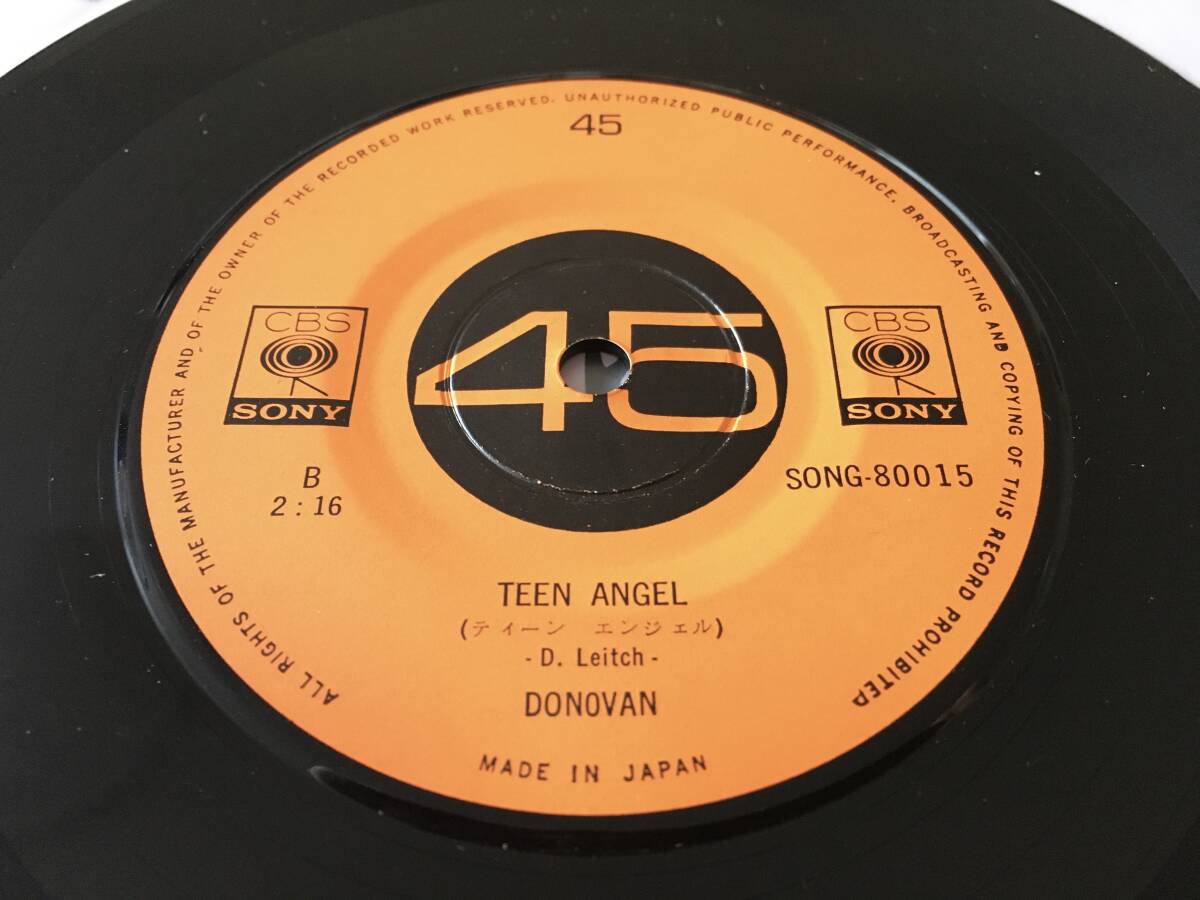 ALL RIGHTS OF THE MANUFACTURER AND OF THE OWNER OF THE RECORDED WORK RESERVED. UNAUTHORIZED PUBLIC PERFORMANCE, BROADCASTING AND COPYING OF THIS RECORD PROHIBITED
45
45
CBS
SONY
CBS
SONY
B
2:16
SONG-80015
TEEN ANGEL
(ティーン エンジェル)
- D. Leitch -
DONOVAN
MADE IN JAPAN